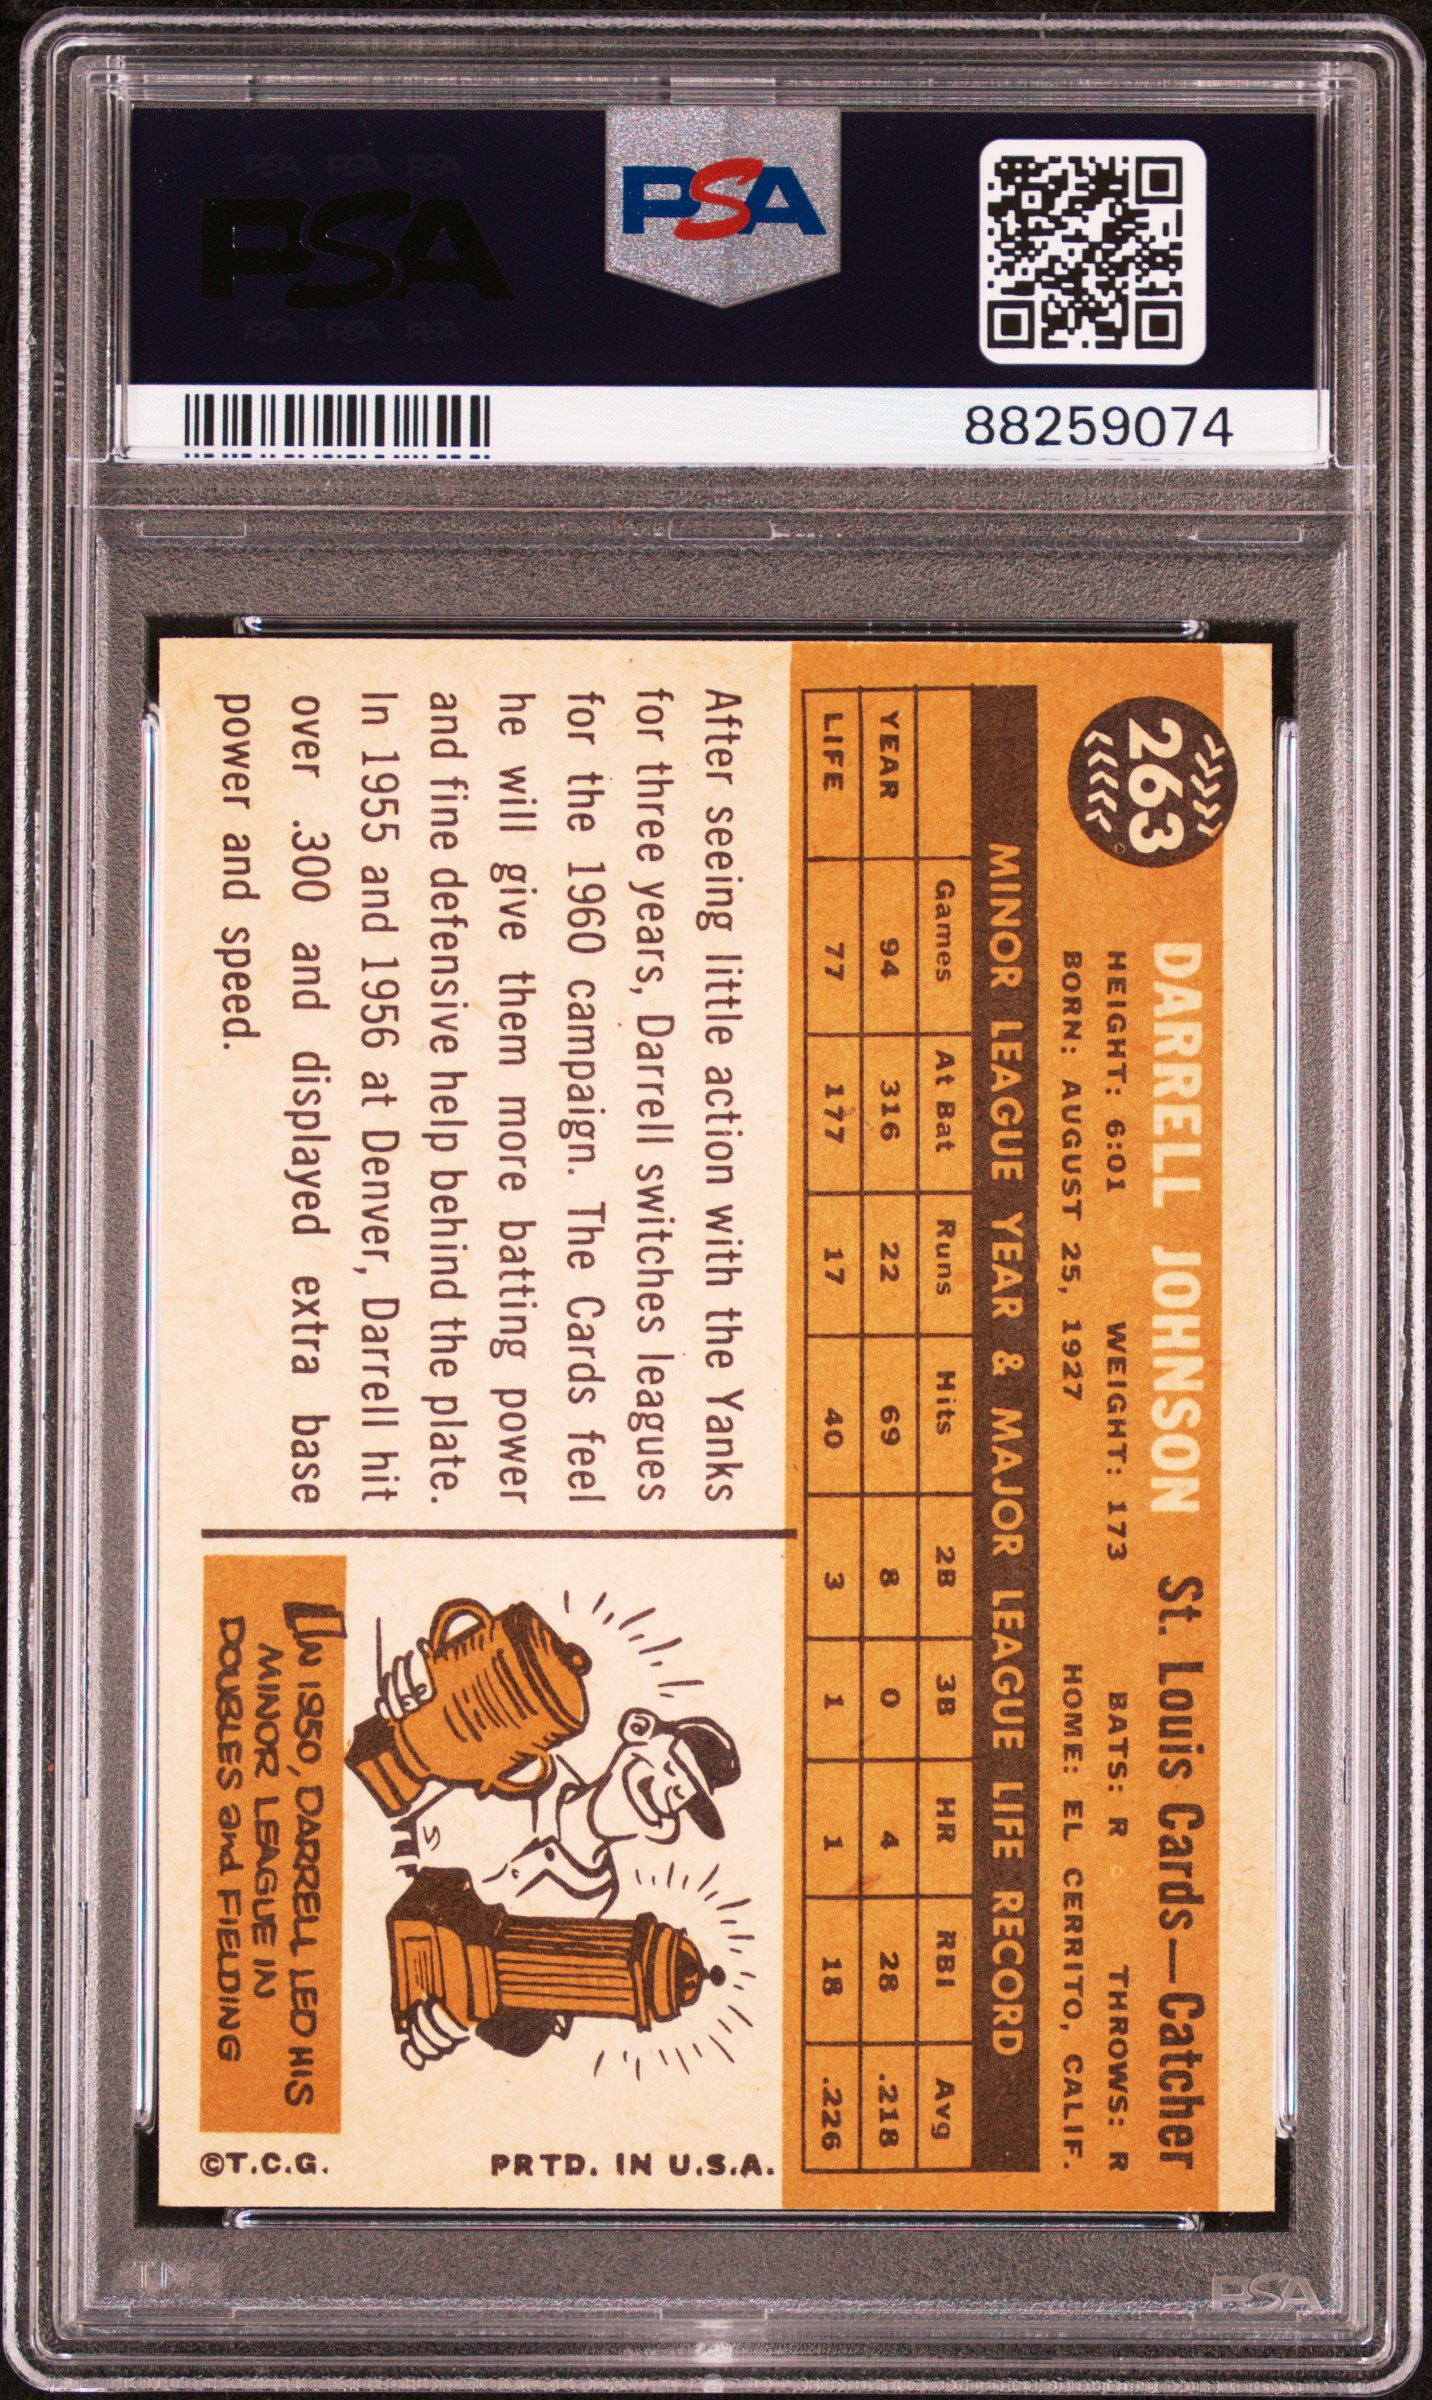 PSA PSA PSA
PSA
PSA PSA PSA
PSA
88259074
263
DARRELL JOHNSON St. Louis Cards—Catcher
HEIGHT: 6:01 WEIGHT: 173 BATS: R THROWS: R
BORN: AUGUST 25, 1927 HOME: EL CERRITO, CALIF.
MINOR LEAGUE YEAR & MAJOR LEAGUE LIFE RECORD
Games At Bat Runs Hits 2B 3B HR RBI Avg
YEAR 94 316 22 69 8 0 4 28 .218
LIFE 77 177 17 40 3 1 1 18 .226
After seeing little action with the Yanks
for three years, Darrell switches leagues
for the 1960 campaign. The Cards feel
he will give them more batting power
and fine defensive help behind the plate.
In 1955 and 1956 at Denver, Darrell hit
over .300 and displayed extra base
power and speed.
IN 1950, DARRELL LED HIS
MINOR LEAGUE IN
DOUBLES and FIELDING
PRTD. IN U.S.A.
©T.C.G.
PSA